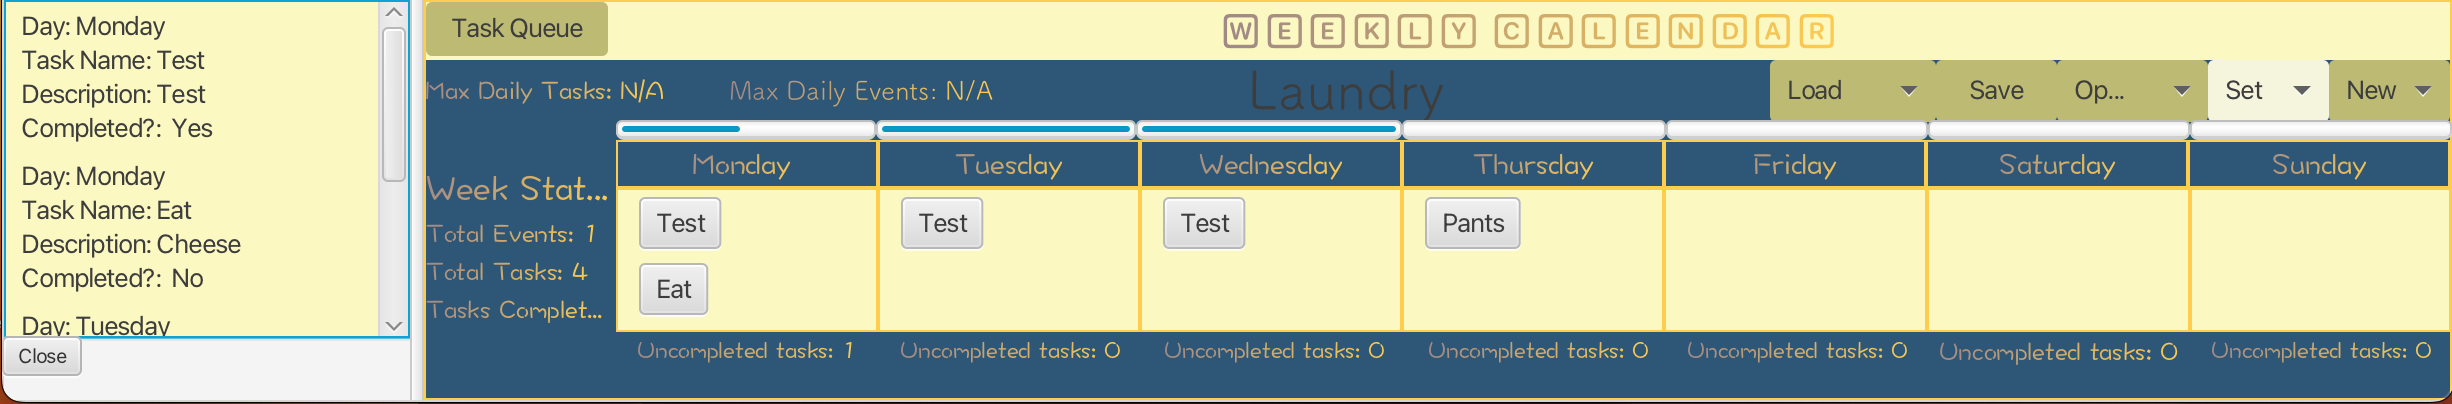 Day: Monday
Task Name: Test
Description: Test
Completed?:  Yes
Day: Monday
Task Name: Eat
Description: Cheese
Completed?:  No
Day: Tuesday
Close
Task Queue
WEEKLY CALENDAR
Max Daily Tasks: N/A
Max Daily Events: N/A
Laundry
Load
Save
Op...
Set
New
Monday
Tuesday
Wednesday
Thursday
Friday
Saturday
Sunday
Week Stat...
Total Events: 1
Total Tasks: 4
Tasks Complet...
Test
Eat
Test
Test
Pants
Uncompleted tasks: 1
Uncompleted tasks: 0
Uncompleted tasks: 0
Uncompleted tasks: 0
Uncompleted tasks: 0
Uncompleted tasks: 0
Uncompleted tasks: 0